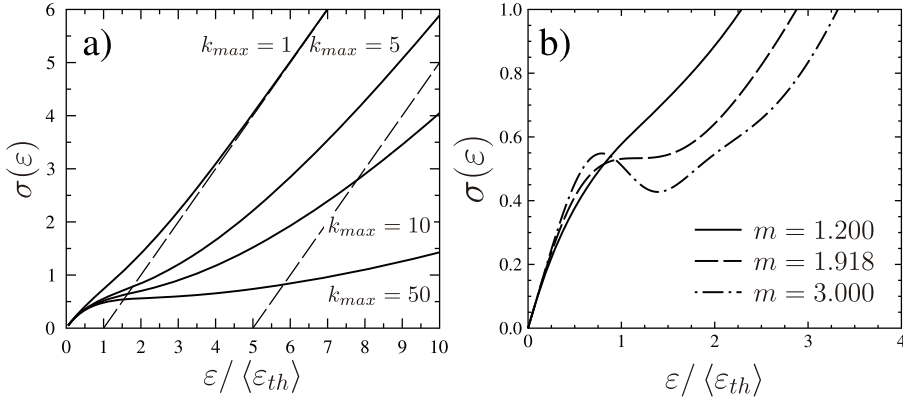 a)
k_max = 1 k_max = 5
k_max = 10
k_max = 50
σ(ε)
6
5
4
3
2
1
0
0 1 2 3 4 5 6 7 8 9 10
ε/⟨ε_th⟩
b)
σ(ε)
1.0
0.8
0.6
0.4
0.2
0.0
m = 1.200
m = 1.918
m = 3.000
0 1 2 3 4
ε/⟨ε_th⟩